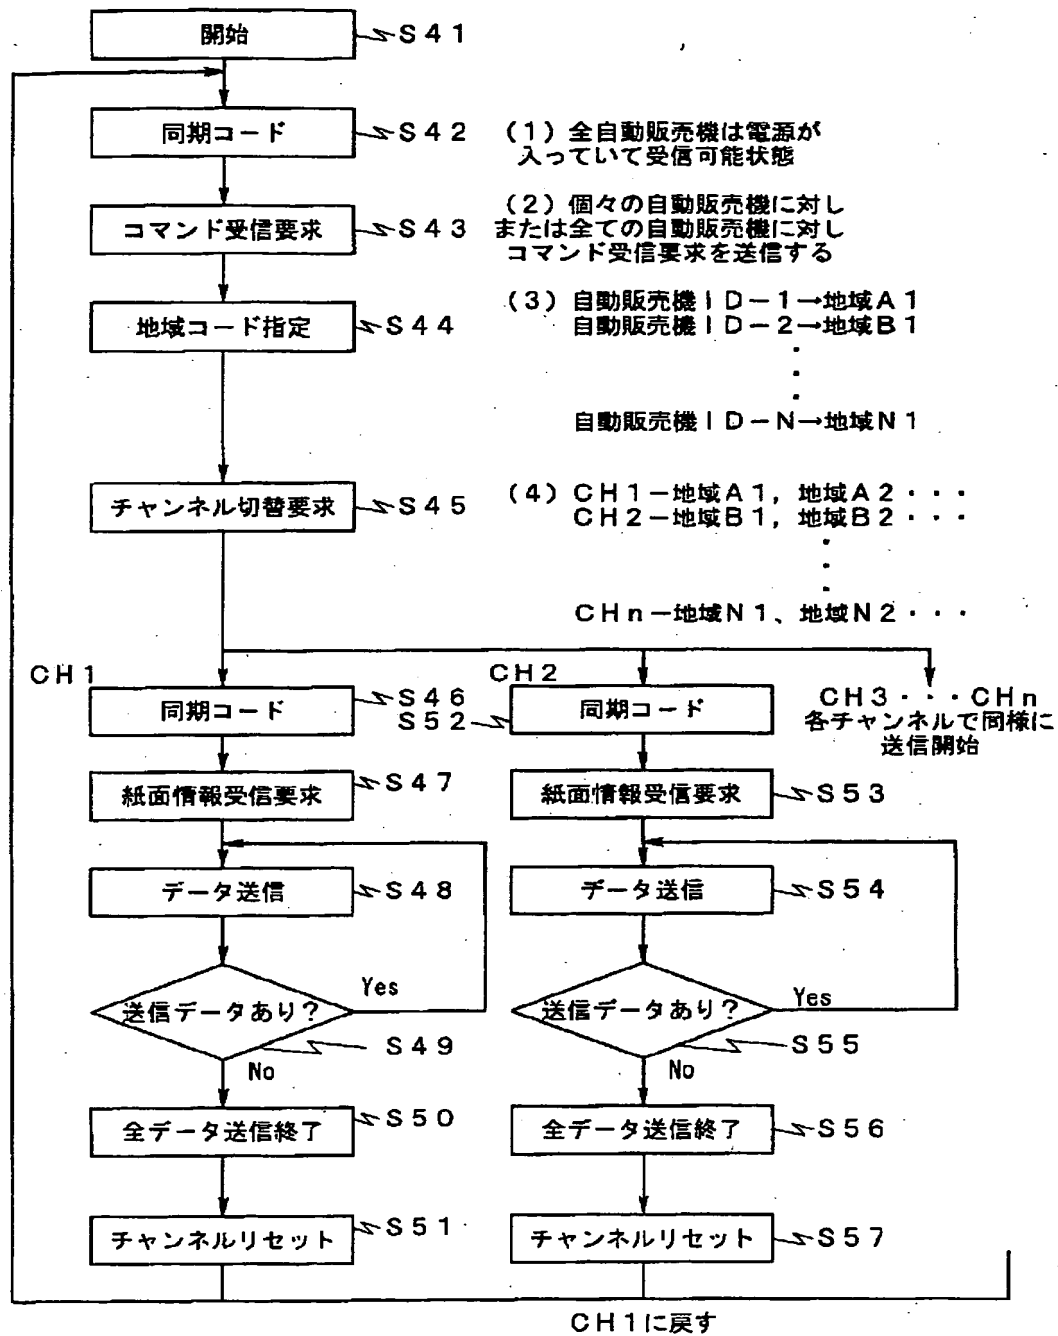 開始
S41
同期コード
S42
(1)全自動販売機は電源が
入っていて受信可能状態
コマンド受信要求
S43
(2)個々の自動販売機に対し
または全ての自動販売機に対し
コマンド受信要求を送信する
地域コード指定
S44
(3)自動販売機ID-1→地域A1
自動販売機ID-2→地域B1
・
・
・
自動販売機ID-N→地域N1
チャンネル切替要求
S45
(4)CH1-地域A1,地域A2・・・
CH2-地域B1,地域B2・・・
・
・
・
CHn-地域N1、地域N2・・・
CH1
同期コード
S46
紙面情報受信要求
S47
データ送信
S48
送信データあり?
Yes
S49
No
全データ送信終了
S50
チャンネルリセット
S51
CH2
同期コード
S52
紙面情報受信要求
S53
データ送信
S54
送信データあり?
Yes
S55
No
全データ送信終了
S56
チャンネルリセット
S57
CH3・・・CHn
各チャンネルで同様に
送信開始
CH1に戻す